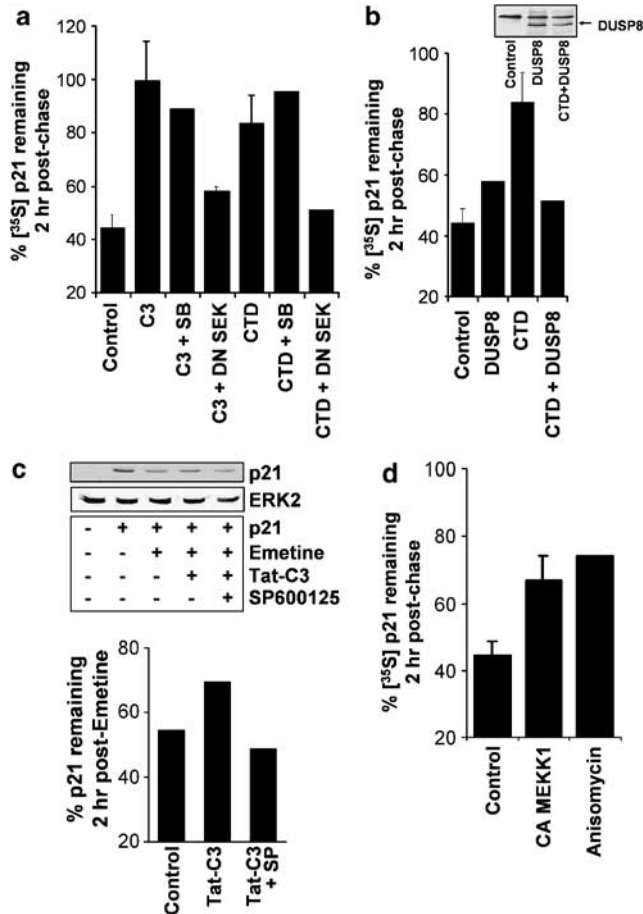 a
% [³⁵S] p21 remaining
2 hr post-chase
120
100
80
60
40
20
Control
C3
C3 + SB
C3 + DN SEK
CTD
CTD + SB
CTD + DN SEK
b
DUSP8
Control
DUSP8
CTD+DUSP8
% [³⁵S] p21 remaining
2 hr post-chase
100
80
60
40
20
Control
DUSP8
CTD
CTD + DUSP8
c
p21
ERK2
- + + + + p21
- - + + + Emetine
- - - + + Tat-C3
- - - - + SP600125
% p21 remaining
2 hr post-Emetine
80
60
40
20
Control
Tat-C3
Tat-C3
+ SP
d
% [³⁵S] p21 remaining
2 hr post-chase
100
80
60
40
20
Control
CA MEKK1
Anisomycin